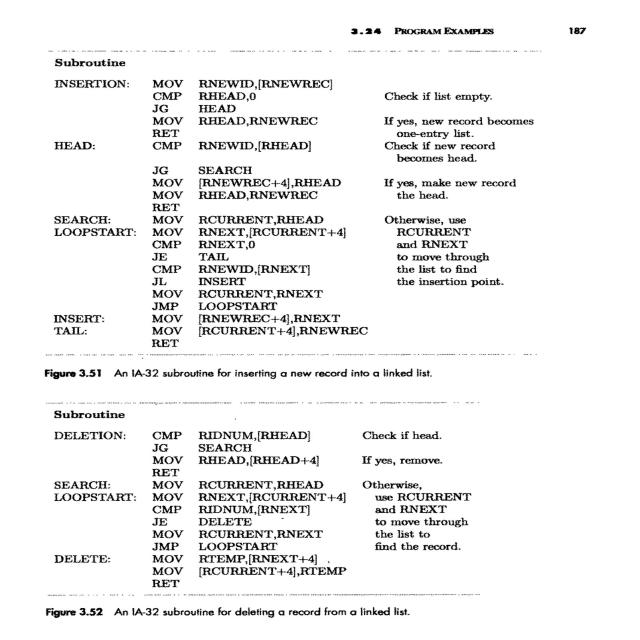 3.24 PROGRAM EXAMPLES 187
Subroutine
INSERTION: MOV RNEWID,[RNEWREC]
CMP RHEAD,0 Check if list empty.
JG HEAD
MOV RHEAD,RNEWREC If yes, new record becomes
RET one-entry list.
HEAD: CMP RNEWID,[RHEAD] Check if new record
becomes head.
JG SEARCH
MOV [RNEWREC+4],RHEAD If yes, make new record
MOV RHEAD,RNEWREC the head.
RET
SEARCH: MOV RCURRENT,RHEAD Otherwise, use
LOOPSTART: MOV RNEXT,[RCURRENT+4] RCURRENT
CMP RNEXT,0 and RNEXT
JE TAIL to move through
CMP RNEWID,[RNEXT] the list to find
JL INSERT the insertion point.
MOV RCURRENT,RNEXT
JMP LOOPSTART
INSERT: MOV [RNEWREC+4],RNEXT
TAIL: MOV [RCURRENT+4],RNEWREC
RET
Figure 3.51 An IA-32 subroutine for inserting a new record into a linked list.
Subroutine
DELETION: CMP RIDNUM,[RHEAD] Check if head.
JG SEARCH
MOV RHEAD,[RHEAD+4] If yes, remove.
RET
SEARCH: MOV RCURRENT,RHEAD Otherwise,
LOOPSTART: MOV RNEXT,[RCURRENT+4] use RCURRENT
CMP RIDNUM,[RNEXT] and RNEXT
JE DELETE to move through
MOV RCURRENT,RNEXT the list to
JMP LOOPSTART find the record.
DELETE: MOV RTEMP,[RNEXT+4]
MOV [RCURRENT+4],RTEMP
RET
Figure 3.52 An IA-32 subroutine for deleting a record from a linked list.